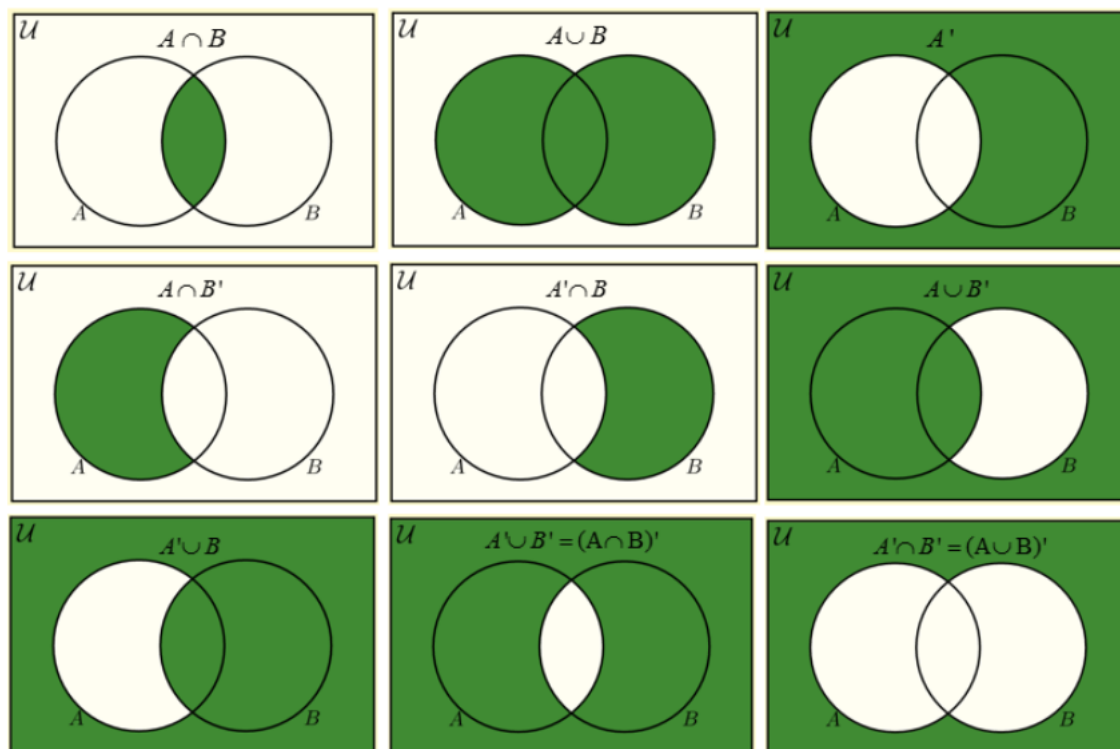 𝒰
A ∩ B
A B
𝒰
A ∪ B
A B
𝒰
A'
A B
𝒰
A ∩ B'
A B
𝒰
A' ∩ B
A B
𝒰
A ∪ B'
A B
𝒰
A' ∪ B
A B
𝒰
A' ∪ B' = (A ∩ B)'
A B
𝒰
A' ∩ B' = (A ∪ B)'
A B